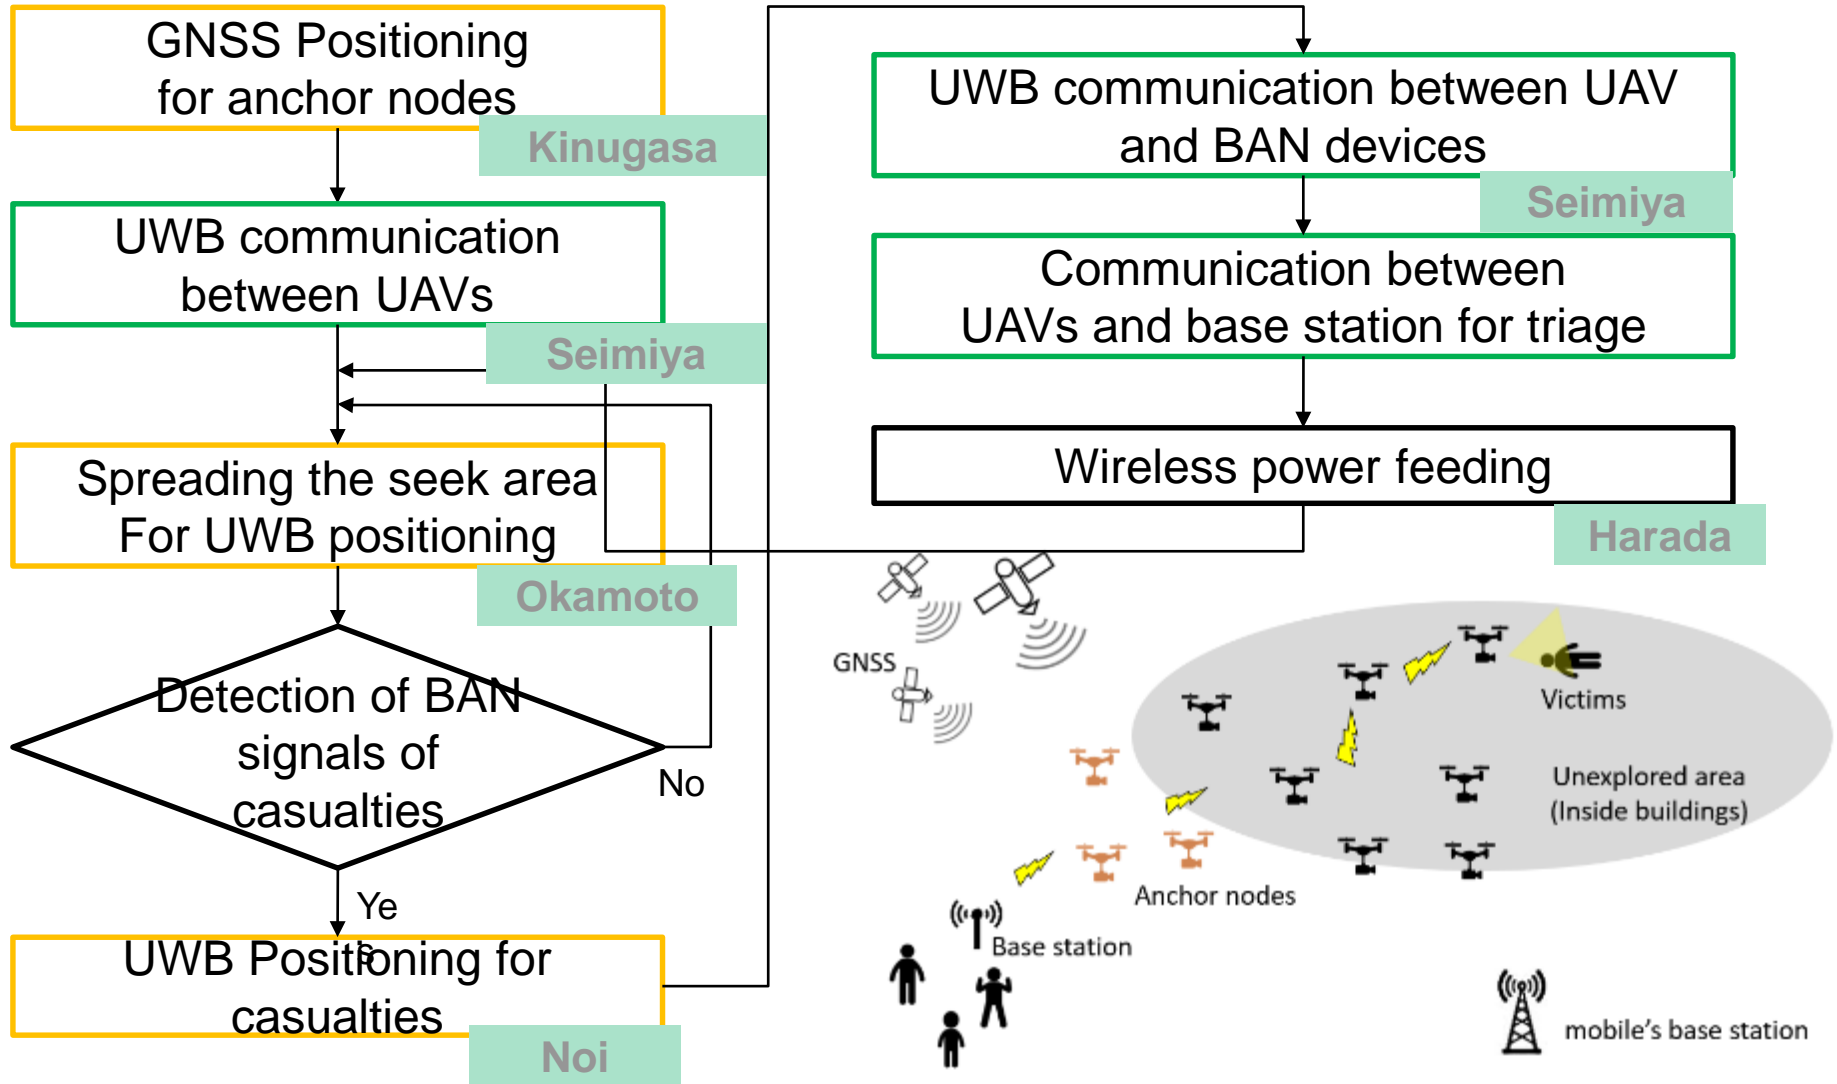 GNSS Positioning
for anchor nodes
Kinugasa
UWB communication
between UAVs
Seimiya
Spreading the seek area
For UWB positioning
Okamoto
Detection of BAN
signals of
casualties
No
Ye
s
UWB Positioning for
casualties
Noi
UWB communication between UAV
and BAN devices
Seimiya
Communication between
UAVs and base station for triage
Wireless power feeding
Harada
GNSS
Victims
Unexplored area
(Inside buildings)
Anchor nodes
Base station
mobile's base station